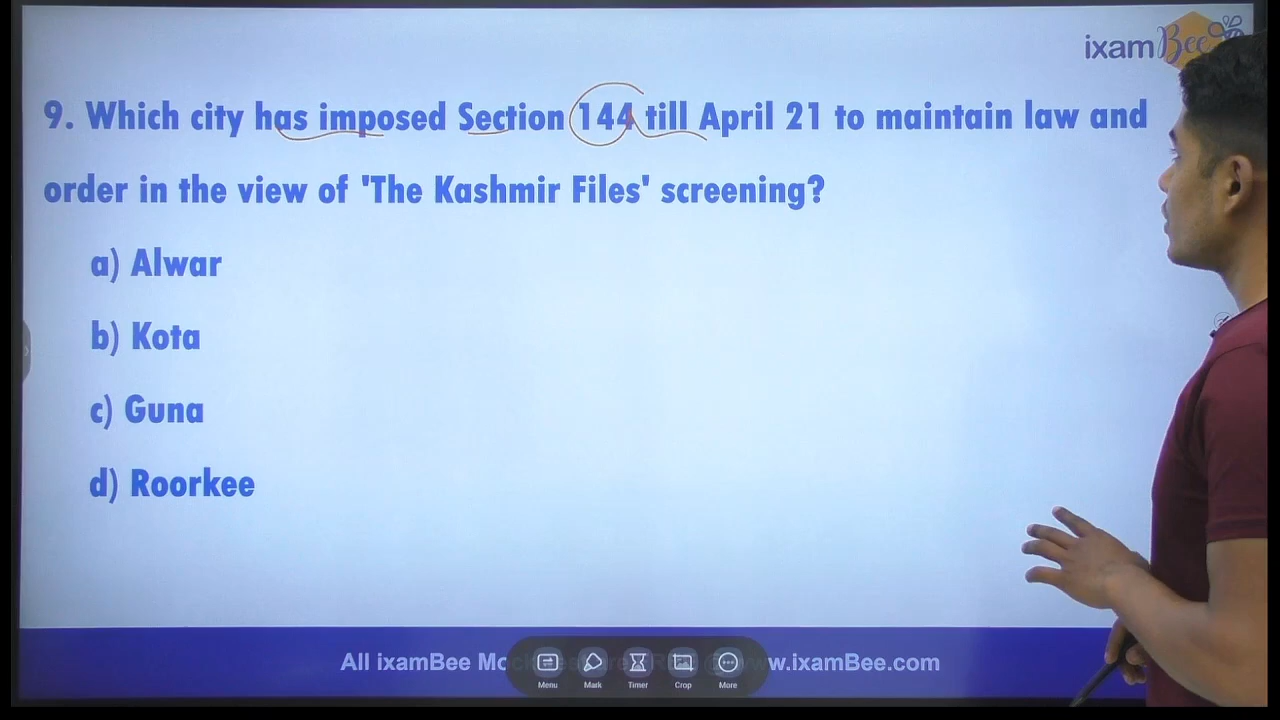 ixamBee
9. Which city has imposed Section 144 till April 21 to maintain law and
order in the view of 'The Kashmir Files' screening?
a) Alwar
b) Kota
c) Guna
d) Roorkee
All ixamBee www.ixamBee.com
Menu Mark Timer Crop More